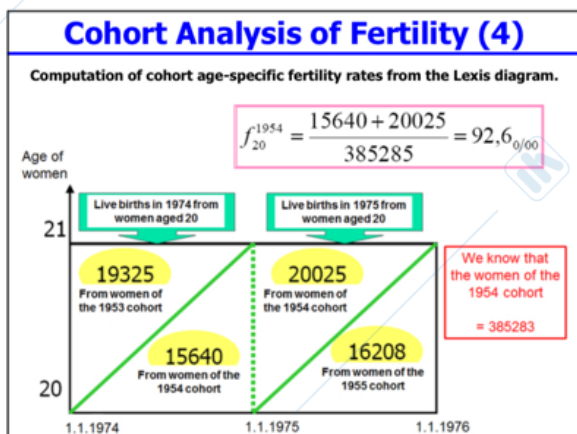 Cohort Analysis of Fertility (4)
Computation of cohort age-specific fertility rates from the Lexis diagram.
f₂₀¹⁹⁵⁴ = (15640 + 20025) / 385285 = 92,6 0/00
Age of
women
Live births in 1974 from
women aged 20
Live births in 1975 from
women aged 20
21
19325
From women of
the 1953 cohort
20025
From women of
the 1954 cohort
We know that
the women of the
1954 cohort
= 385283
15640
From women of the
1954 cohort
16208
From women of the
1955 cohort
20
1.1.1974
1.1.1975
1.1.1976